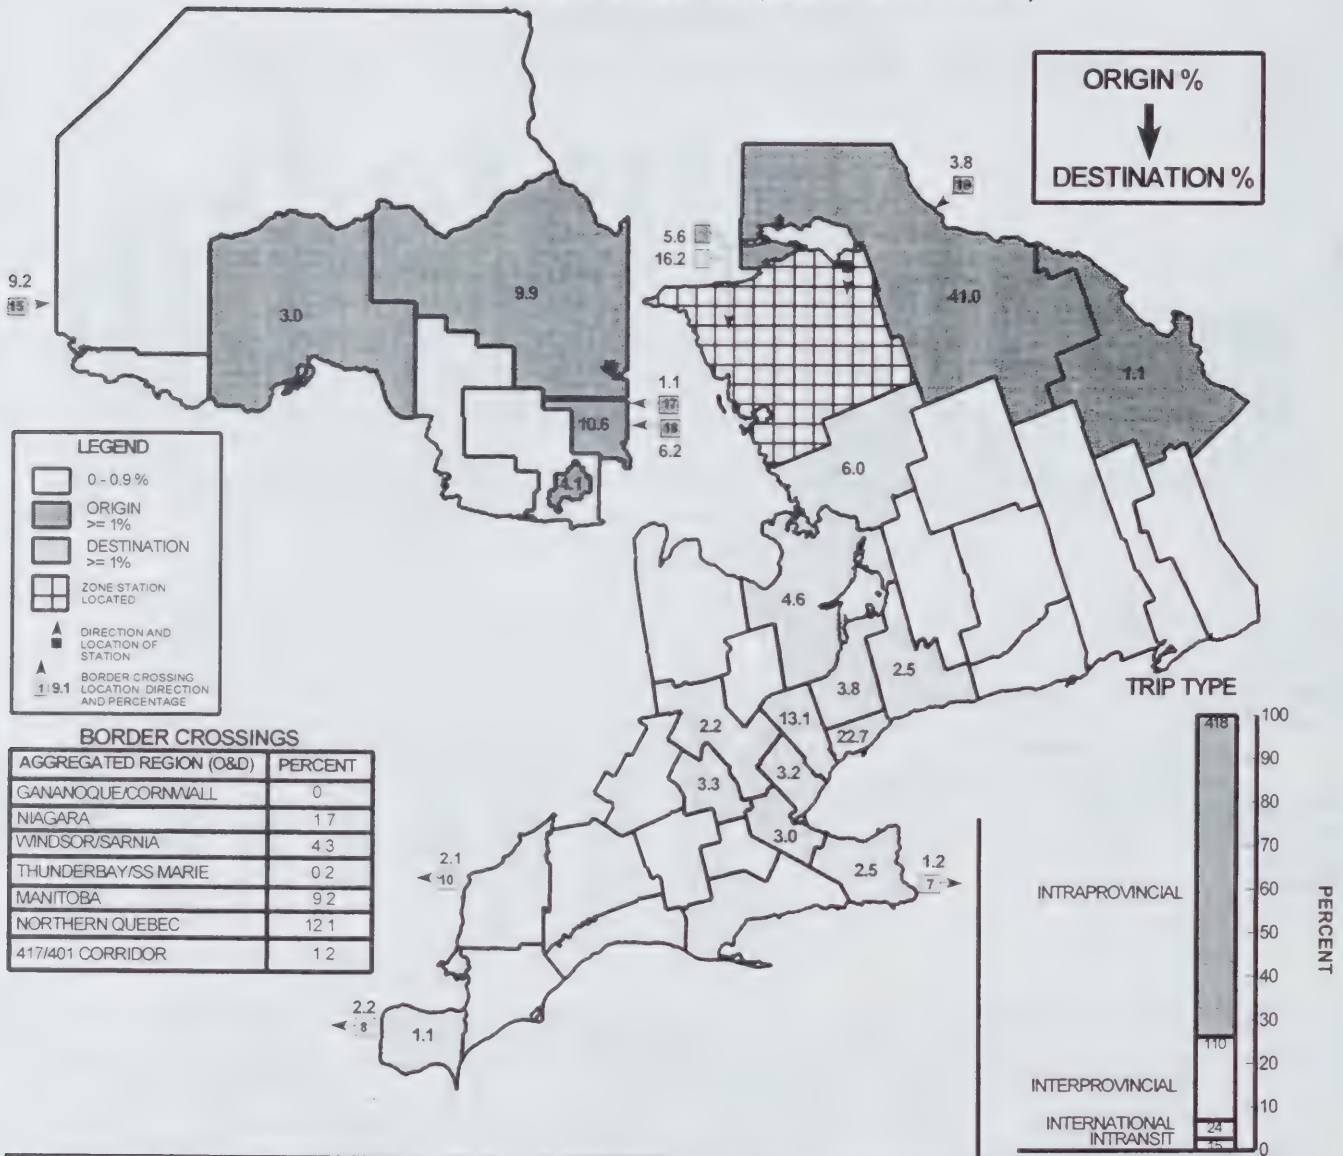 ORIGIN %
DESTINATION %
3.8
19
5.6
16.2
9.2
15
3.0
9.9
41.0
1.1
1.1
17
10.6
18
6.2
6.0
LEGEND
0 - 0.9 %
ORIGIN
>= 1%
DESTINATION
>= 1%
ZONE STATION
LOCATED
DIRECTION AND
LOCATION OF
STATION
9.1
BORDER CROSSING
LOCATION, DIRECTION
AND PERCENTAGE
4.6
3.8
2.5
2.2
13.1
22.7
3.3
3.2
3.0
2.5
2.1
10
1.2
7
2.2
8
1.1
BORDER CROSSINGS
AGGREGATED REGION (O&D) PERCENT
GANANOQUE/CORNWALL 0
NIAGARA 1.7
WINDSOR/SARNIA 4.3
THUNDERBAY/SS MARIE 0.2
MANITOBA 9.2
NORTHERN QUEBEC 12.1
417/401 CORRIDOR 1.2
TRIP TYPE
418
100
90
80
70
60
50
40
30
20
10
0
PERCENT
INTRAPROVINCIAL
110
INTERPROVINCIAL
INTERNATIONAL
24
INTRANSIT
15